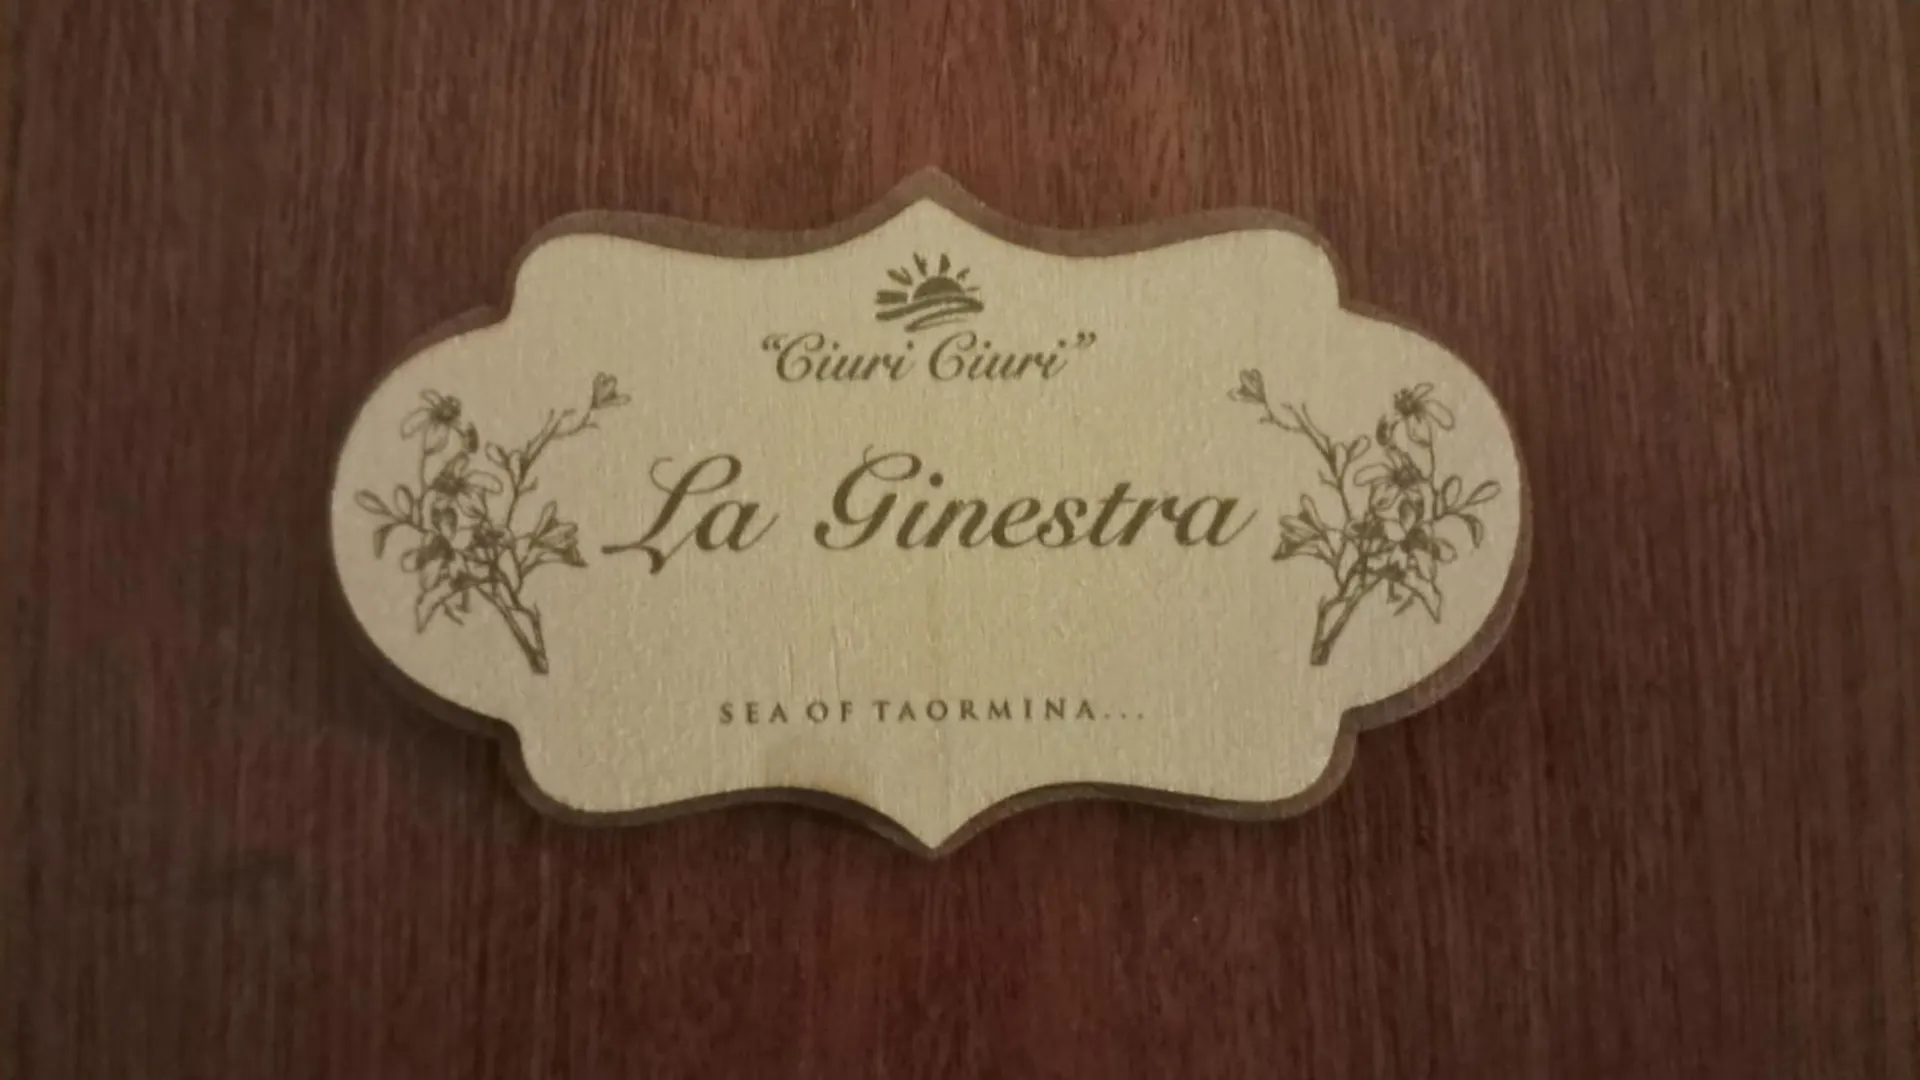 “Ciuri Ciuri”
La Ginestra
SEA OF TAORMINA...